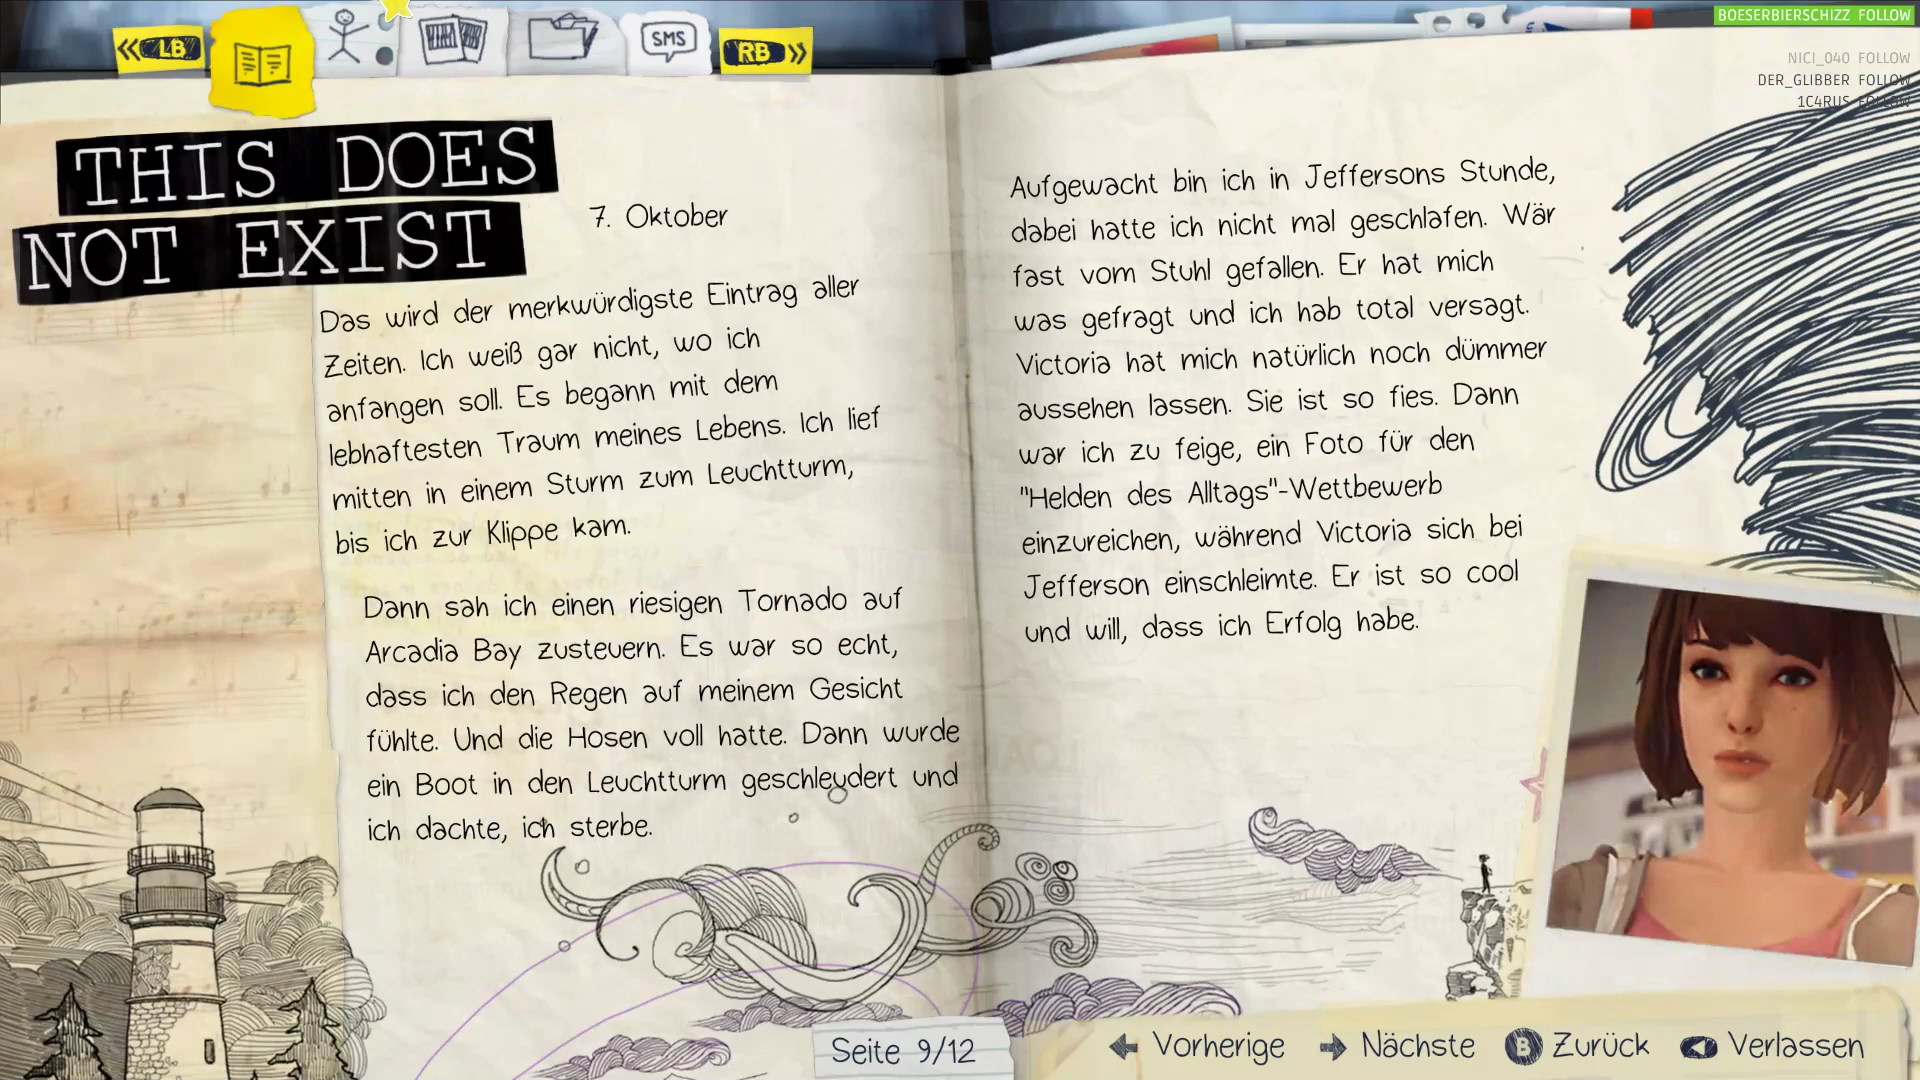 BOESERBIERSCHIZZ FOLLOW
NICI_040 FOLLOW
DER_GLIBBER FOLLOW
1C4RUS FOLLOW
LB
SMS
RB
THIS DOES
NOT EXIST
7. Oktober
Das wird der merkwürdigste Eintrag aller
Zeiten. Ich weiß gar nicht, wo ich
anfangen soll. Es begann mit dem
lebhaftesten Traum meines Lebens. Ich lief
mitten in einem Sturm zum Leuchtturm,
bis ich zur Klippe kam.
Dann sah ich einen riesigen Tornado auf
Arcadia Bay zusteuern. Es war so echt,
dass ich den Regen auf meinem Gesicht
fühlte. Und die Hosen voll hatte. Dann wurde
ein Boot in den Leuchtturm geschleudert und
ich dachte, ich sterbe.
Aufgewacht bin ich in Jeffersons Stunde,
dabei hatte ich nicht mal geschlafen. Wär
fast vom Stuhl gefallen. Er hat mich
was gefragt und ich hab total versagt.
Victoria hat mich natürlich noch dümmer
aussehen lassen. Sie ist so fies. Dann
war ich zu feige, ein Foto für den
"Helden des Alltags"-Wettbewerb
einzureichen, während Victoria sich bei
Jefferson einschleimte. Er ist so cool
und will, dass ich Erfolg habe.
Seite 9/12
Vorherige
Nächste
B Zurück
Verlassen